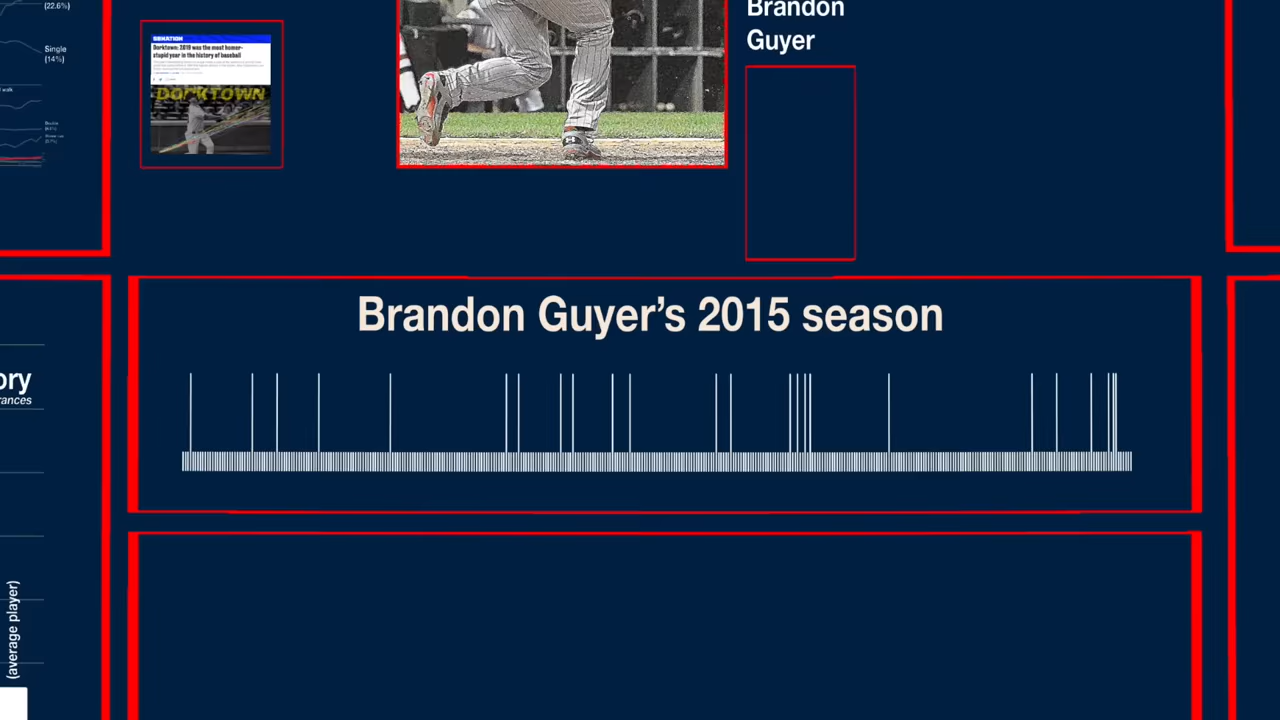 (22.6%)
Single
(14%)
walk
SBNATION
Dorktown: 2019 was the most homer-
stupid year in the history of baseball
DORKTOWN
Brandon
Guyer
Brandon Guyer's 2015 season
ory
rances
(average player)